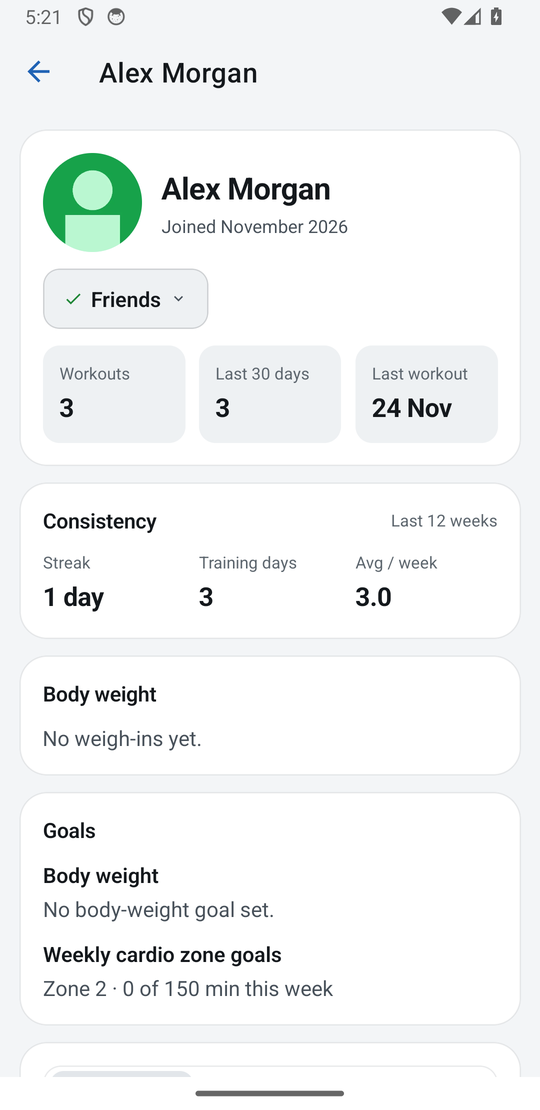 5:21
Alex Morgan
Alex Morgan
Joined November 2026
Friends
Workouts
3
Last 30 days
3
Last workout
24 Nov
Consistency
Last 12 weeks
Streak
1 day
Training days
3
Avg / week
3.0
Body weight
No weigh-ins yet.
Goals
Body weight
No body-weight goal set.
Weekly cardio zone goals
Zone 2 · 0 of 150 min this week